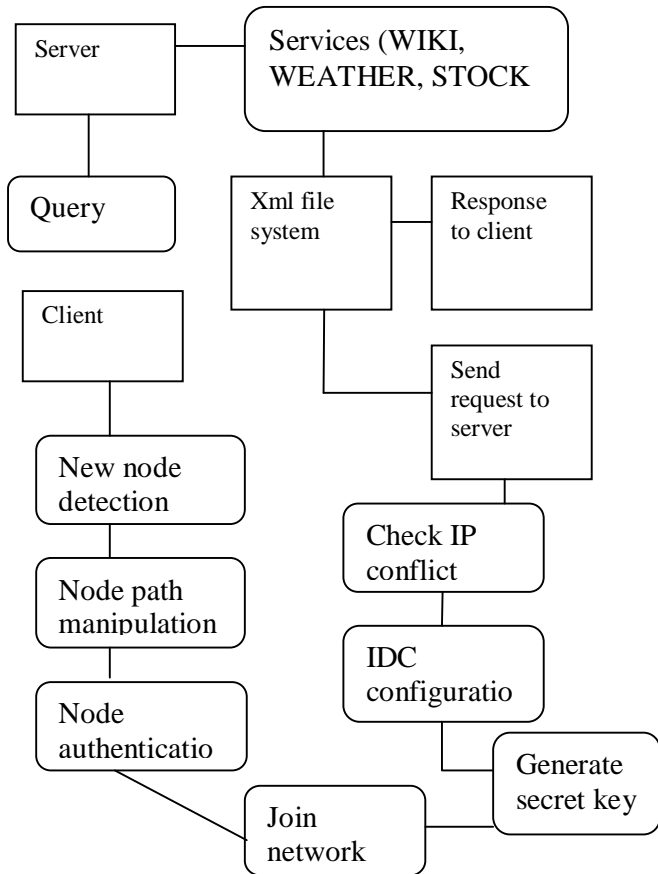 Server
Services (WIKI,
WEATHER, STOCK
Query
Xml file
system
Response
to client
Client
Send
request to
server
New node
detection
Check IP
conflict
Node path
manipulation
IDC
configuratio
Node
authenticatio
Generate
secret key
Join
network